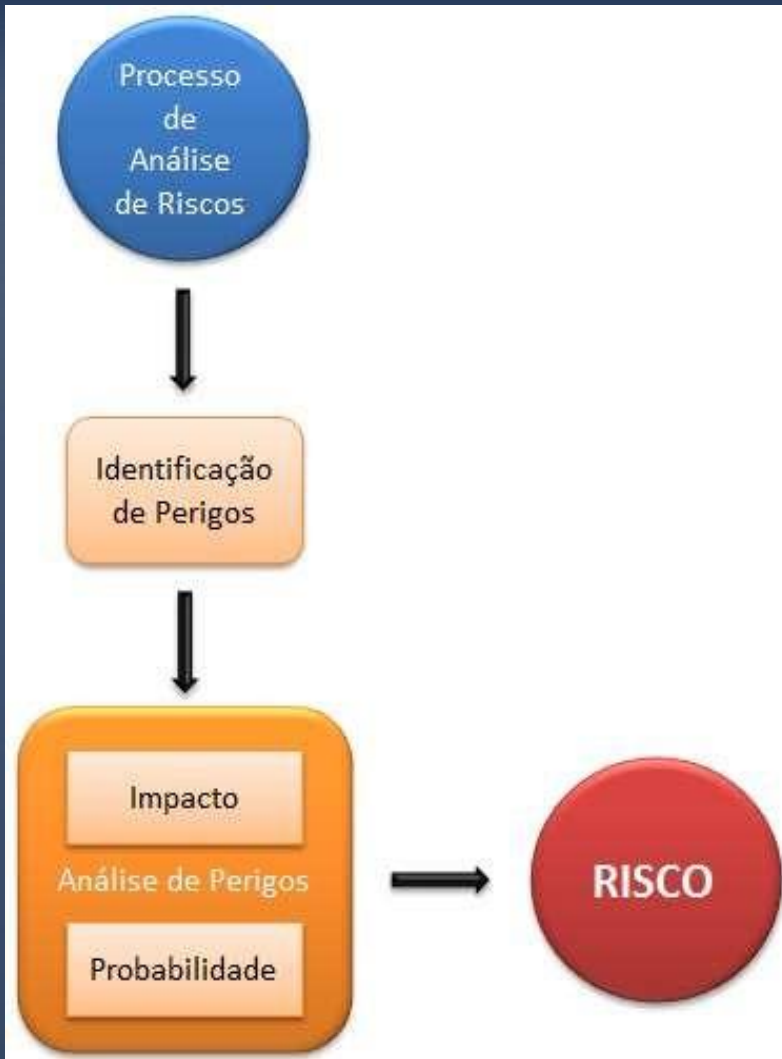 Processo
de
Análise
de Riscos
Identificação
de Perigos
Impacto
Análise de Perigos
Probabilidade
RISCO